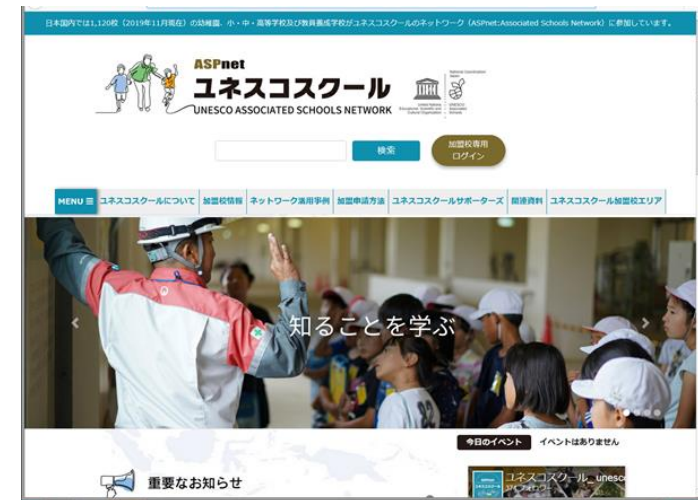 日本国内では1,120校（2019年11月現在）の幼稚園、小・中・高等学校及び教員養成学校がユネスコスクールのネットワーク（ASPnet:Associated Schools Network）に参加しています。
ASPnet
ユネスコスクール
UNESCO ASSOCIATED SCHOOLS NETWORK
検索
加盟校専用
ログイン
MENU ☰ ユネスコスクールについて 加盟校情報 ネットワーク活用事例 加盟申請方法 ユネスコスクールサポーターズ 関連資料 ユネスコスクール加盟校エリア
知ることを学ぶ
今日のイベント イベントはありません
重要なお知らせ
ユネスコスクール_unesco